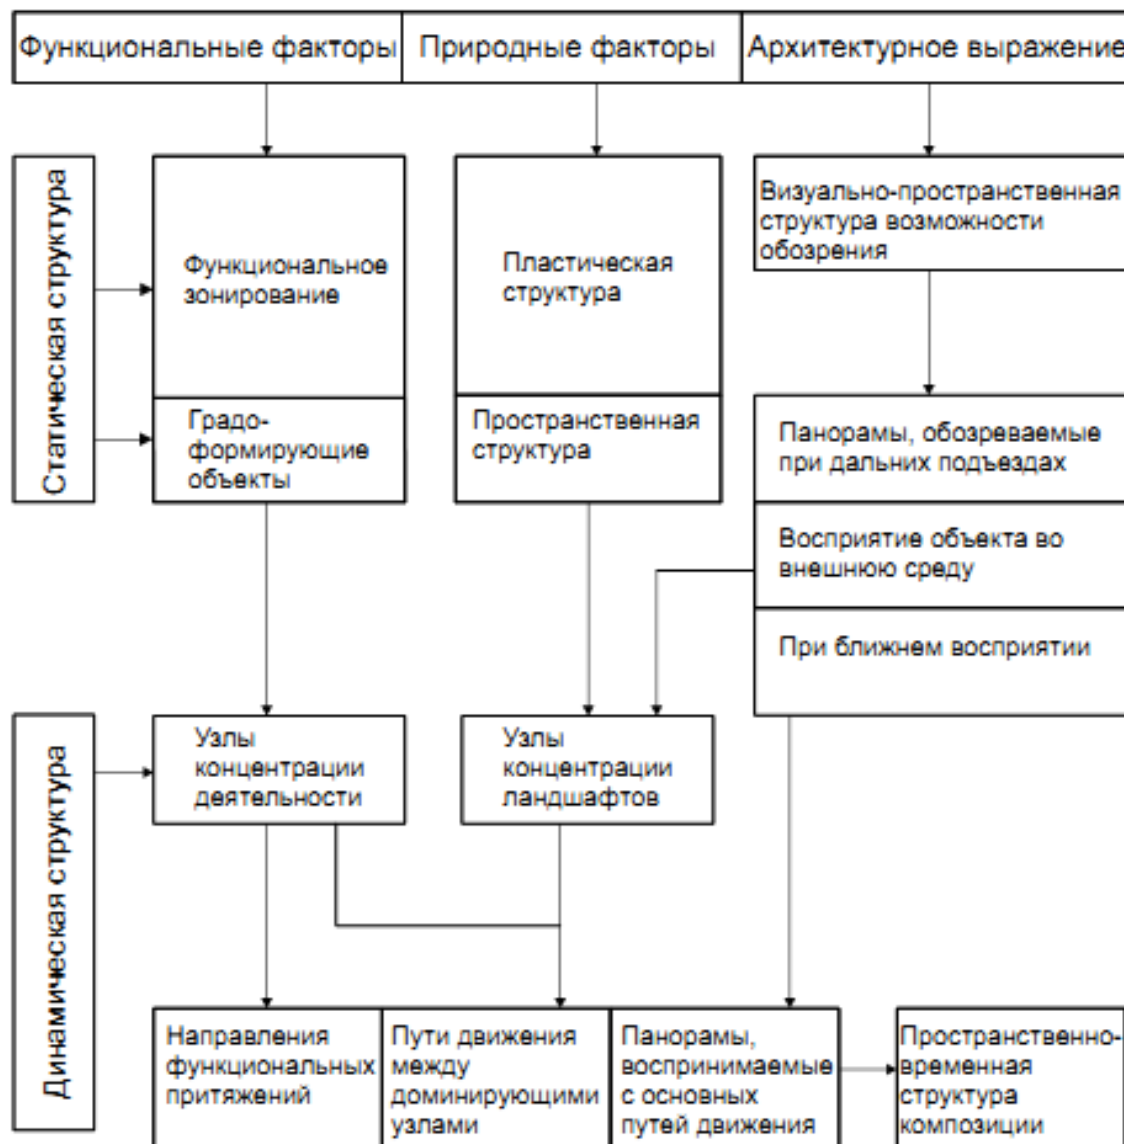 Функциональные факторы
Природные факторы
Архитектурное выражение
Статическая структура
Функциональное
зонирование
Градо-
формирующие
объекты
Пластическая
структура
Пространственная
структура
Визуально-пространственная
структура возможности
обозрения
Панорамы, обозреваемые
при дальних подъездах
Восприятие объекта во
внешнюю среду
При ближнем восприятии
Динамическая структура
Узлы
концентрации
деятельности
Узлы
концентрации
ландшафтов
Направления
функциональных
притяжений
Пути движения
между
доминирующими
узлами
Панорамы,
воспринимаемые
с основных
путей движения
Пространственно-
временная
структура
композиции